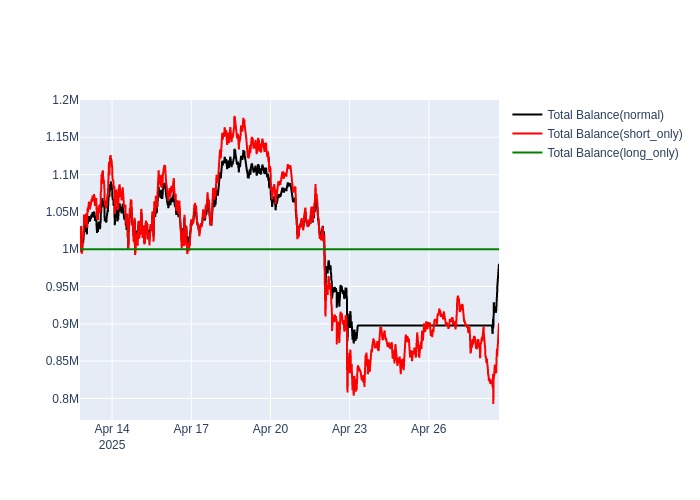 1.2M
1.15M
1.1M
1.05M
1M
0.95M
0.9M
0.85M
0.8M
Apr 14
2025
Apr 17
Apr 20
Apr 23
Apr 26
Total Balance(normal)
Total Balance(short_only)
Total Balance(long_only)